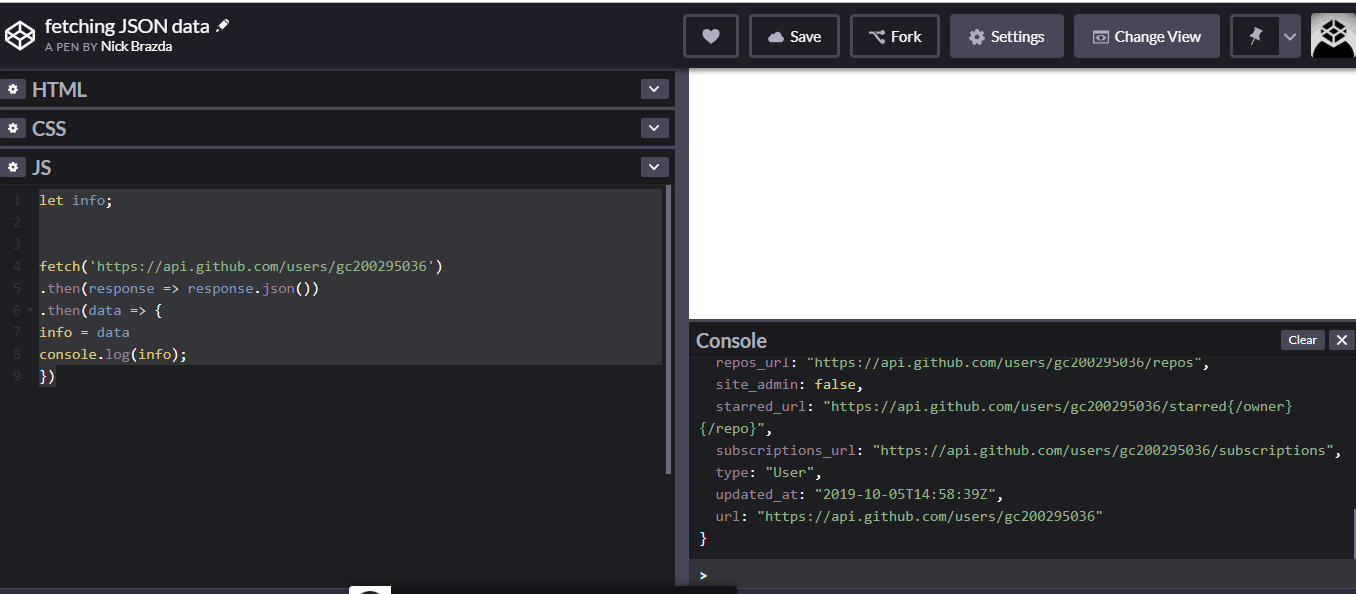 fetching JSON data
A PEN BY Nick Brazda
Save
Fork
Settings
Change View
HTML
CSS
JS
1 let info;
2
3
4 fetch('https://api.github.com/users/gc200295036')
5 .then(response => response.json())
6 .then(data => {
7 info = data
8 console.log(info);
9 })
Console
Clear
repos_url: "https://api.github.com/users/gc200295036/repos",
site_admin: false,
starred_url: "https://api.github.com/users/gc200295036/starred{/owner}
{/repo}",
subscriptions_url: "https://api.github.com/users/gc200295036/subscriptions",
type: "User",
updated_at: "2019-10-05T14:58:39Z",
url: "https://api.github.com/users/gc200295036"
}
>